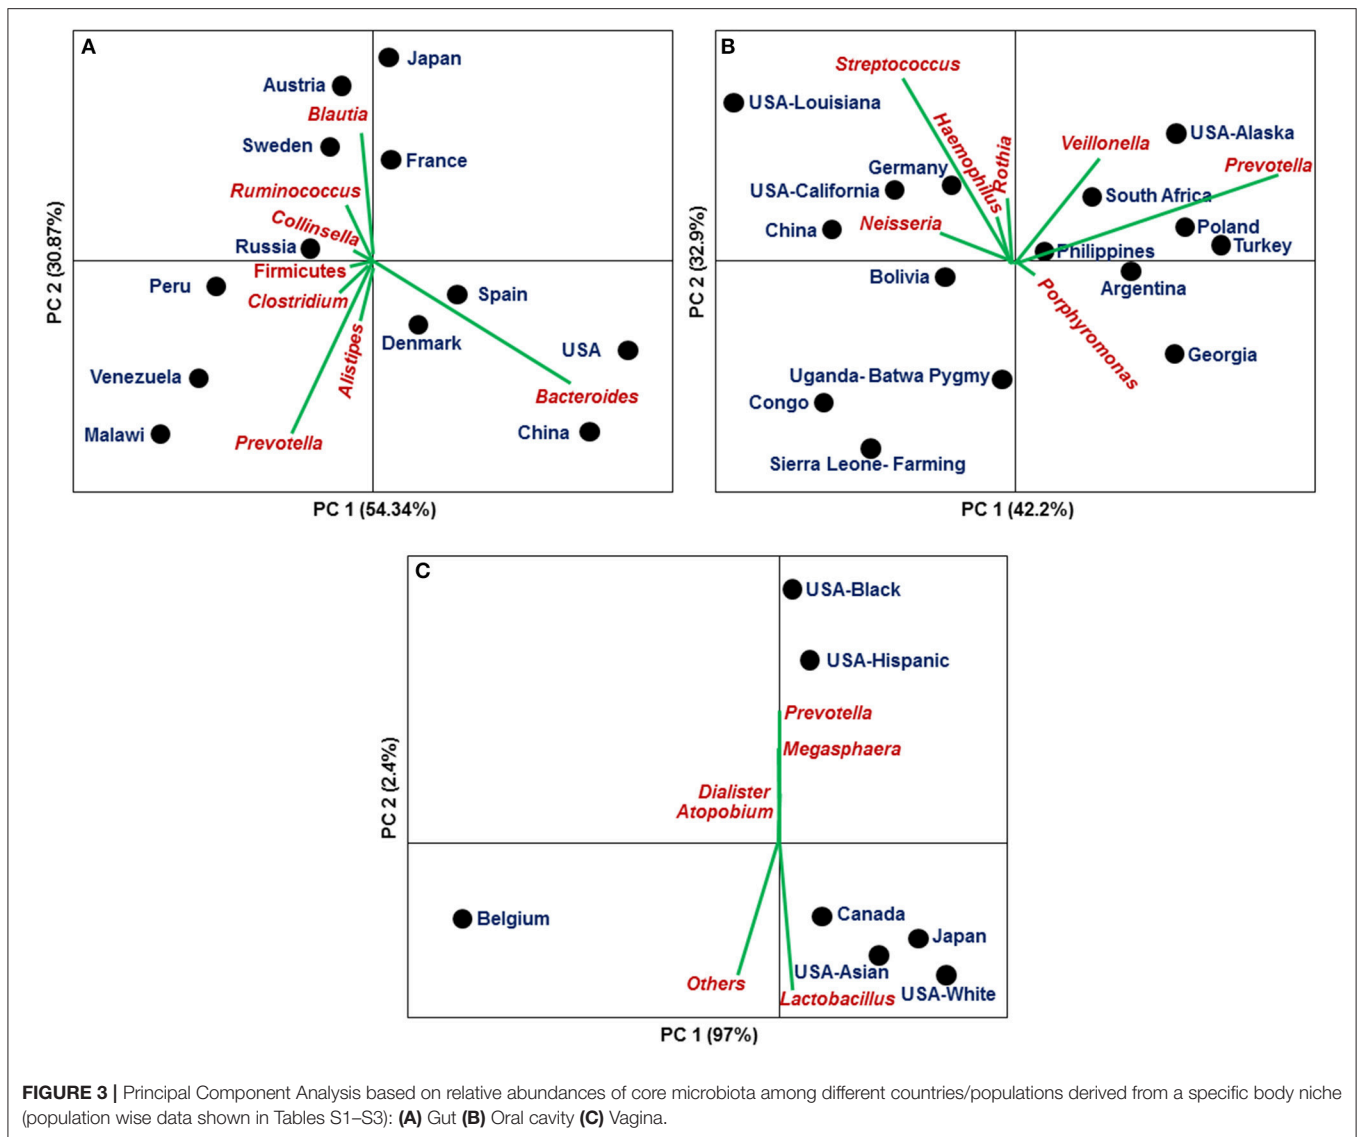 A
Japan
Austria
Blautia
Sweden
France
Ruminococcus
Collinsella
Russia
Firmicutes
Peru
Clostridium
Spain
Alistipes
Denmark
USA
Venezuela
Bacteroides
Malawi
Prevotella
China
PC 2 (30.87%)
PC 1 (54.34%)
B
Streptococcus
USA-Louisiana
Haemophilus
Rothia
Veillonella
USA-Alaska
Prevotella
Germany
USA-California
South Africa
China
Neisseria
Poland
Philippines
Turkey
Bolivia
Argentina
Porphyromonas
Georgia
Uganda- Batwa Pygmy
Congo
Sierra Leone- Farming
PC 2 (32.9%)
PC 1 (42.2%)
C
USA-Black
USA-Hispanic
Prevotella
Megasphaera
Dialister
Atopobium
Belgium
Canada
Japan
USA-Asian
Others
Lactobacillus
USA-White
PC 2 (2.4%)
PC 1 (97%)
FIGURE 3 | Principal Component Analysis based on relative abundances of core microbiota among different countries/populations derived from a specific body niche
(population wise data shown in Tables S1–S3): (A) Gut (B) Oral cavity (C) Vagina.